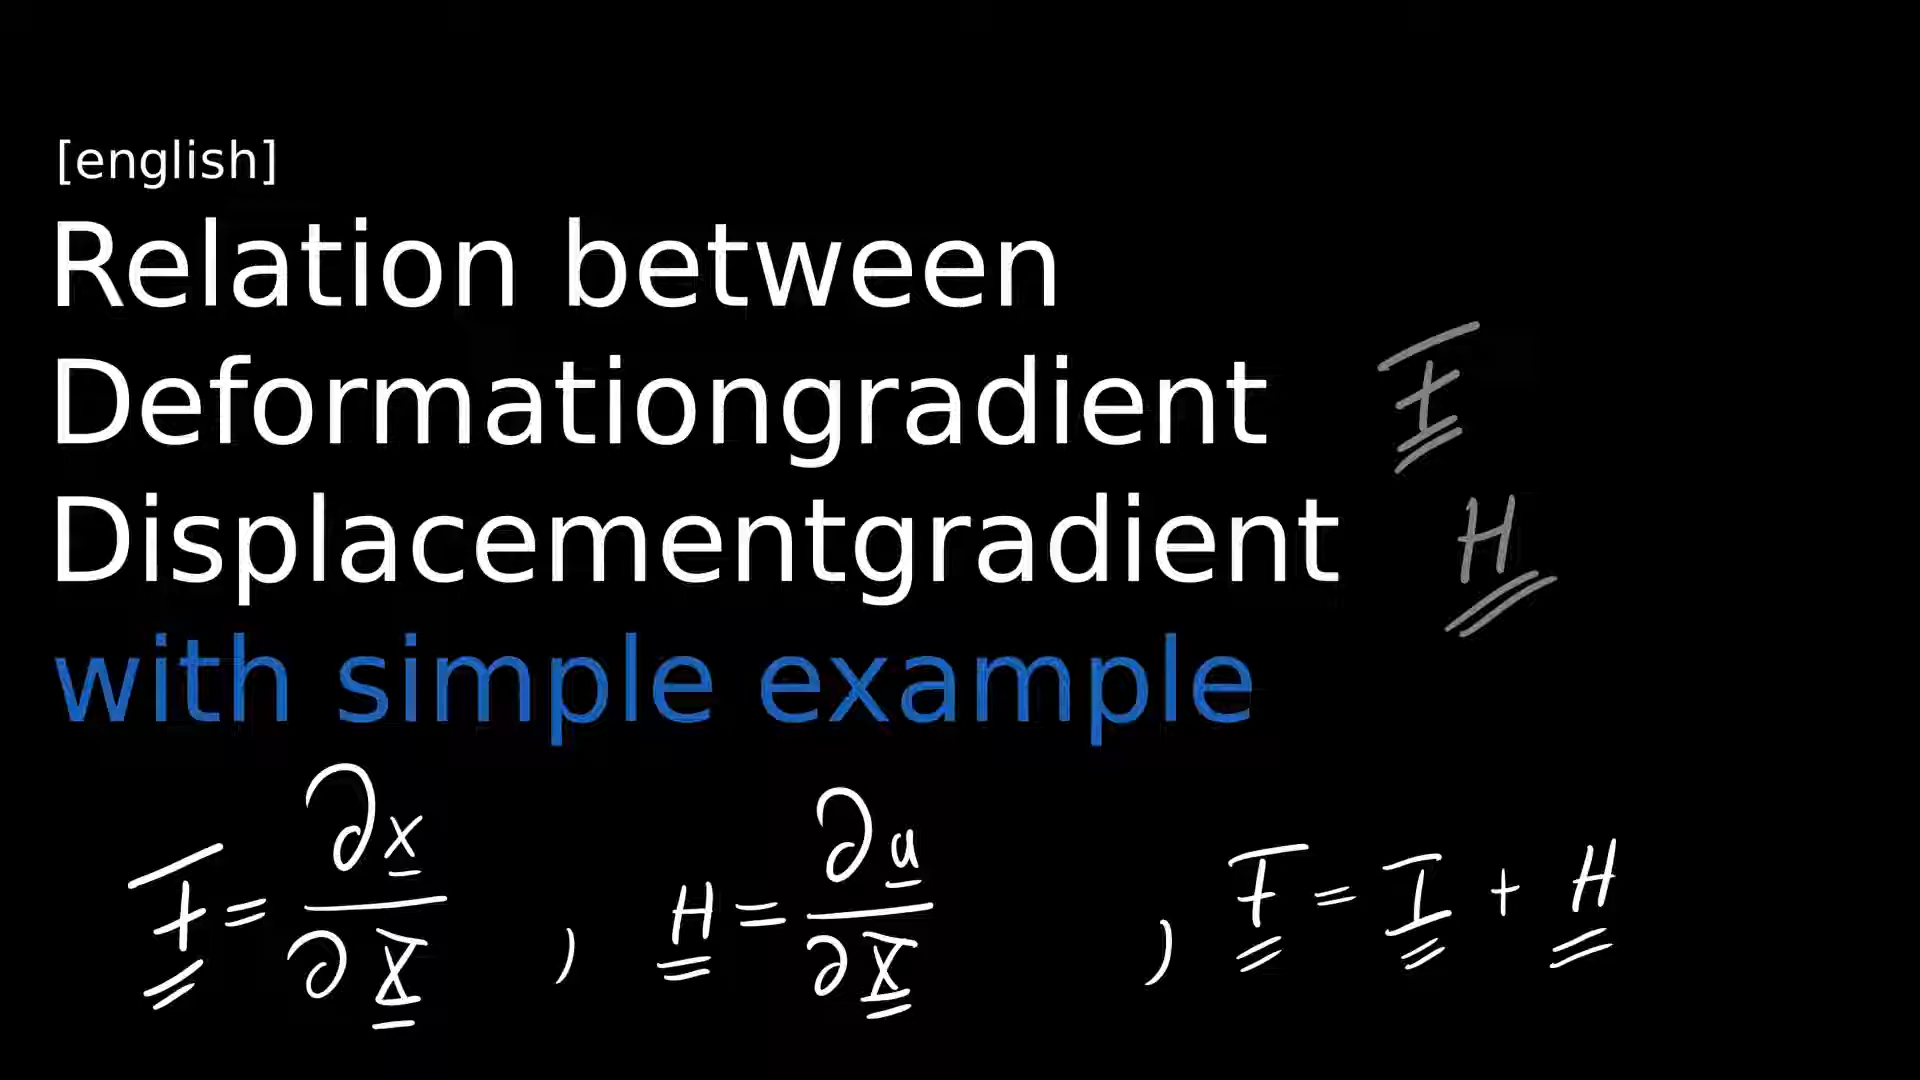 [english]
Relation between
Deformationgradient F
Displacementgradient H
with simple example
F = ∂x/∂X , H = ∂u/∂X , F = I + H